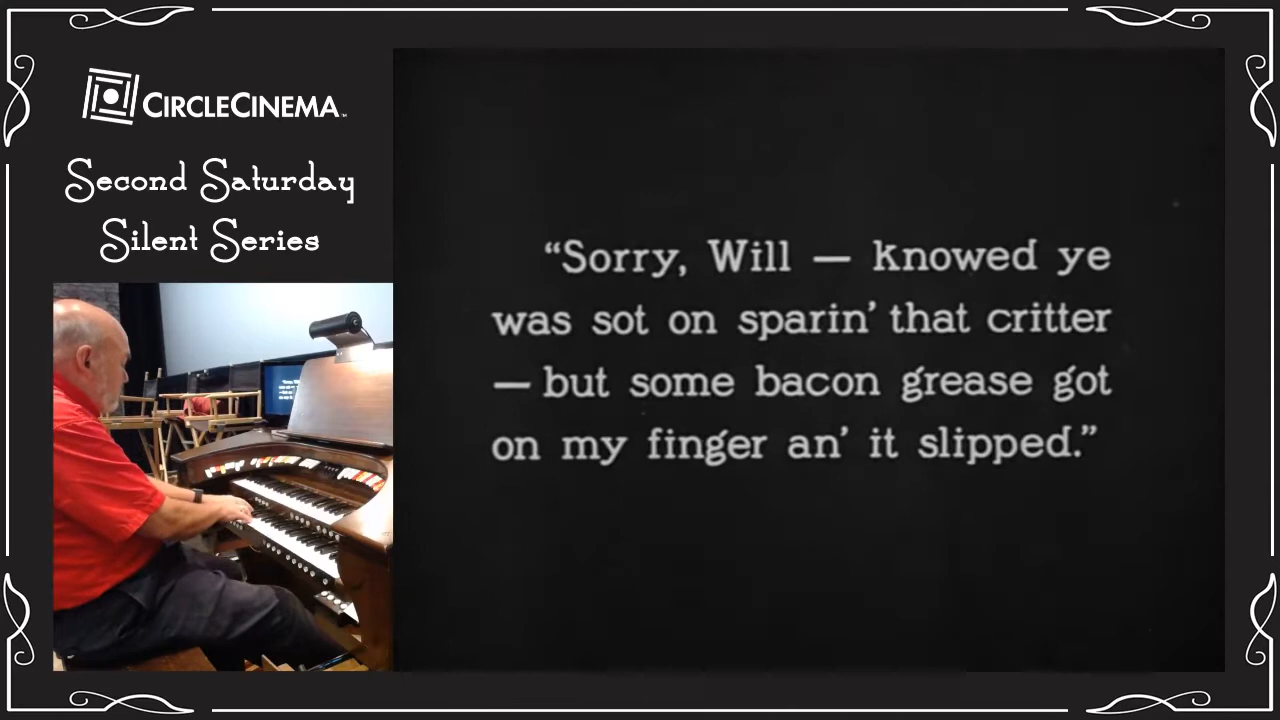 CIRCLECINEMA™
Second Saturday
Silent Series
“Sorry, Will — knowed ye
was sot on sparin’ that critter
— but some bacon grease got
on my finger an’ it slipped.”